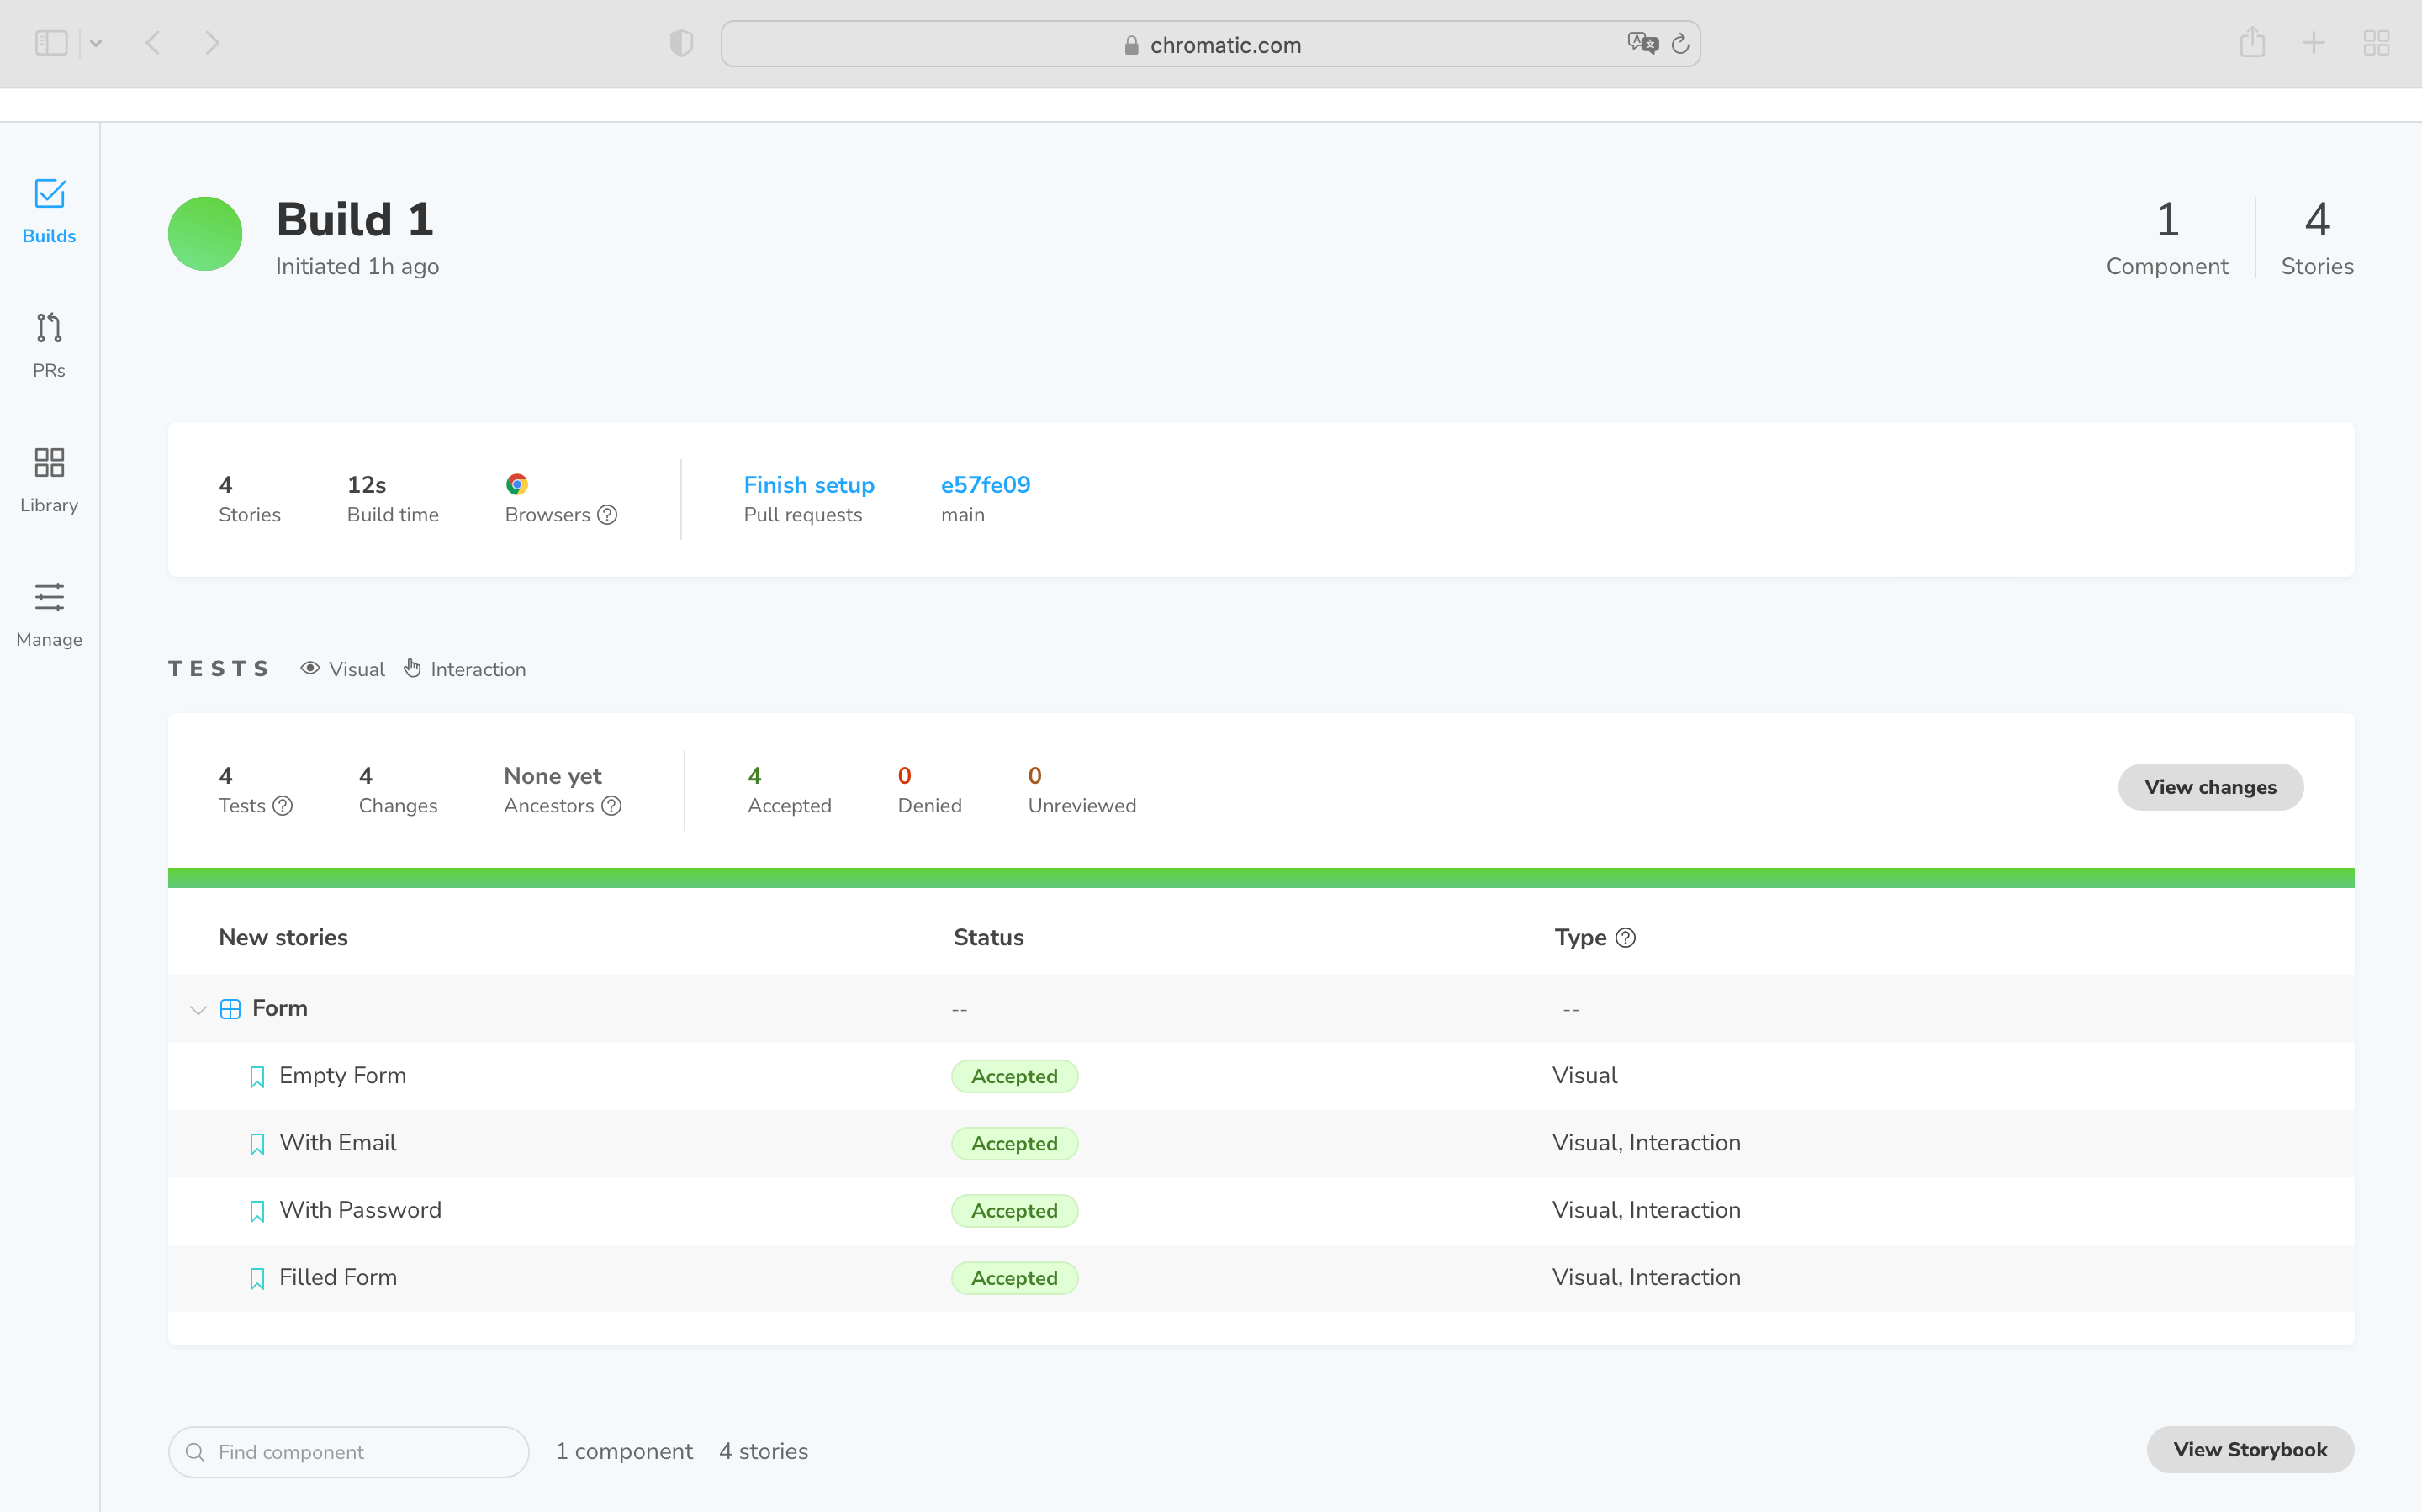 chromatic.com
Builds
PRs
Library
Manage
Build 1
Initiated 1h ago
1
Component
4
Stories
4
Stories
12s
Build time
Browsers
Finish setup
Pull requests
e57fe09
main
TESTS Visual Interaction
4
Tests
4
Changes
None yet
Ancestors
4
Accepted
0
Denied
0
Unreviewed
View changes
New stories Status Type
Form -- --
Empty Form Accepted Visual
With Email Accepted Visual, Interaction
With Password Accepted Visual, Interaction
Filled Form Accepted Visual, Interaction
Find component 1 component 4 stories View Storybook